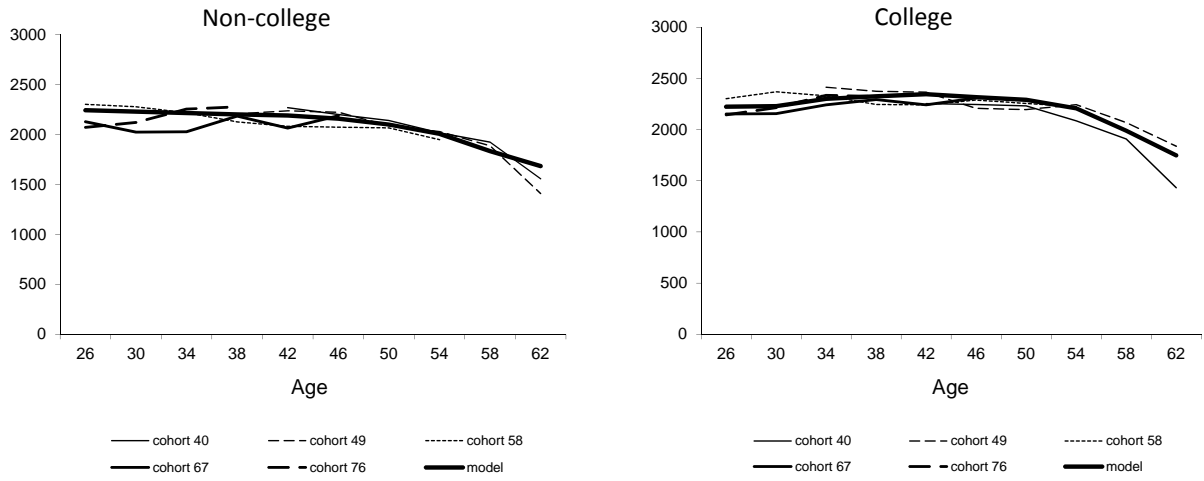 Non-college
3000
2500
2000
1500
1000
500
0
26 30 34 38 42 46 50 54 58 62
Age
cohort 40 cohort 49 cohort 58
cohort 67 cohort 76 model
College
3000
2500
2000
1500
1000
500
0
26 30 34 38 42 46 50 54 58 62
Age
cohort 40 cohort 49 cohort 58
cohort 67 cohort 76 model